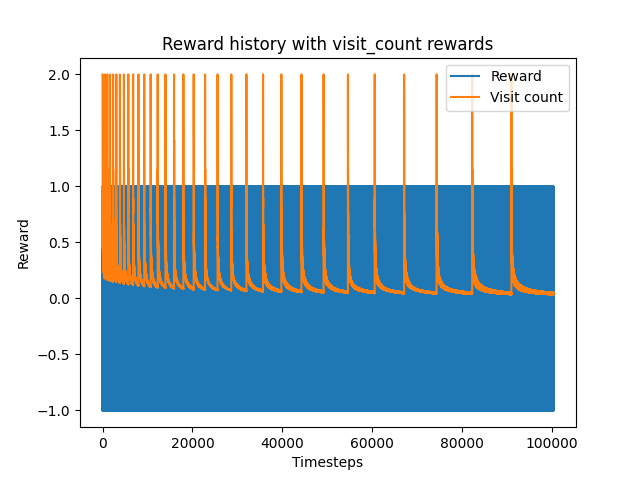 Reward history with visit_count rewards
Reward
Visit count
2.0
1.5
1.0
0.5
0.0
−0.5
−1.0
Reward
0 20000 40000 60000 80000 100000
Timesteps